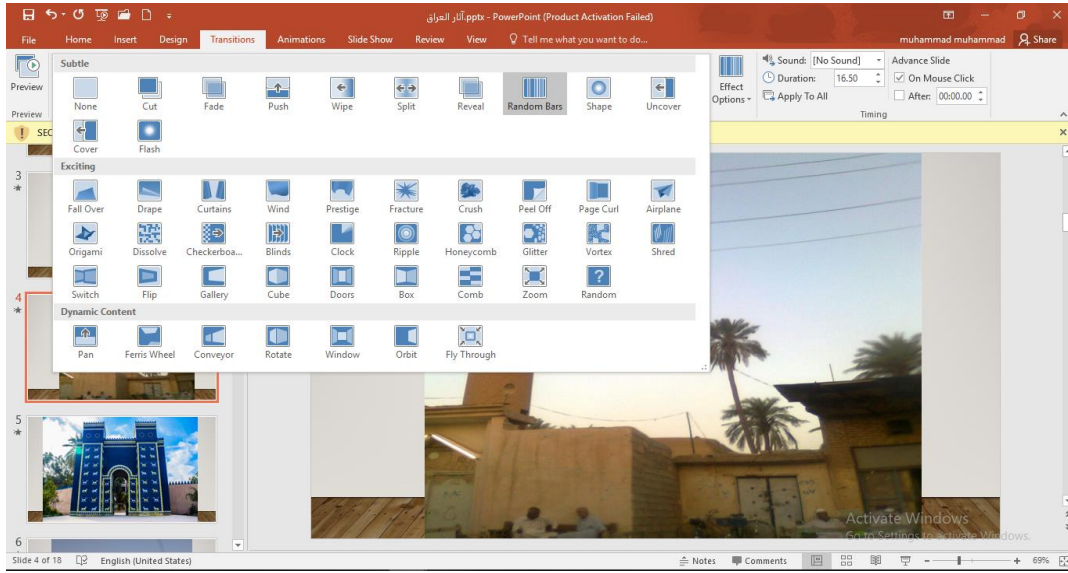 آثار العراق.pptx - PowerPoint (Product Activation Failed)
File Home Insert Design Transitions Animations Slide Show Review View Tell me what you want to do... muhammad muhammad Share
Preview
Preview
Subtle
None Cut Fade Push Wipe Split Reveal Random Bars Shape Uncover
Cover Flash
Exciting
Fall Over Drape Curtains Wind Prestige Fracture Crush Peel Off Page Curl Airplane
Origami Dissolve Checkerboa... Blinds Clock Ripple Honeycomb Glitter Vortex Shred
Switch Flip Gallery Cube Doors Box Comb Zoom Random
Dynamic Content
Pan Ferris Wheel Conveyor Rotate Window Orbit Fly Through
Effect
Options
Sound: [No Sound]
Duration: 16.50
Apply To All
Advance Slide
On Mouse Click
After: 00:00.00
Timing
SEC
3
4
5
6
Activate Windows
Go to Settings to activate Windows.
Slide 4 of 18 English (United States) Notes Comments 69%